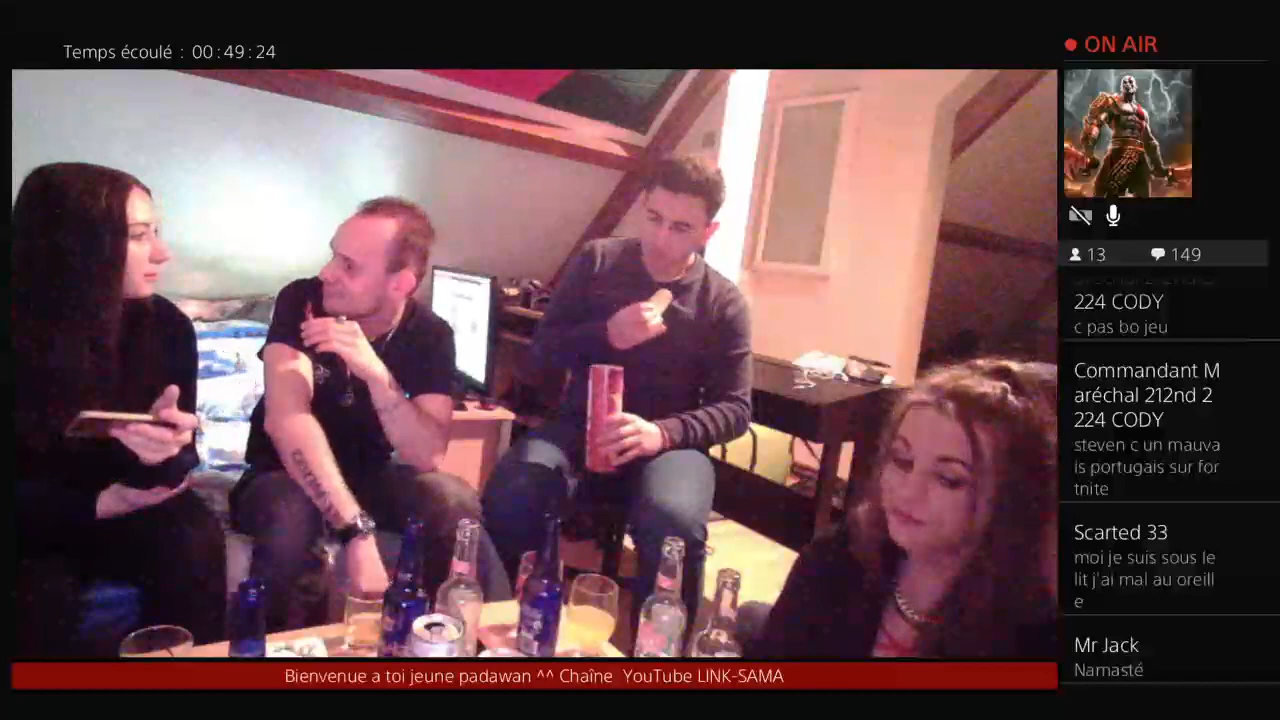 Temps écoulé : 00:49:24
ON AIR
13 149
224 CODY
c pas bo jeu
Commandant M
aréchal 212nd 2
224 CODY
steven c un mauva
is portugais sur for
tnite
Scarted 33
moi je suis sous le
lit j'ai mal au oreill
e
Mr Jack
Namasté
Bienvenue a toi jeune padawan ^^ Chaîne YouTube LINK-SAMA